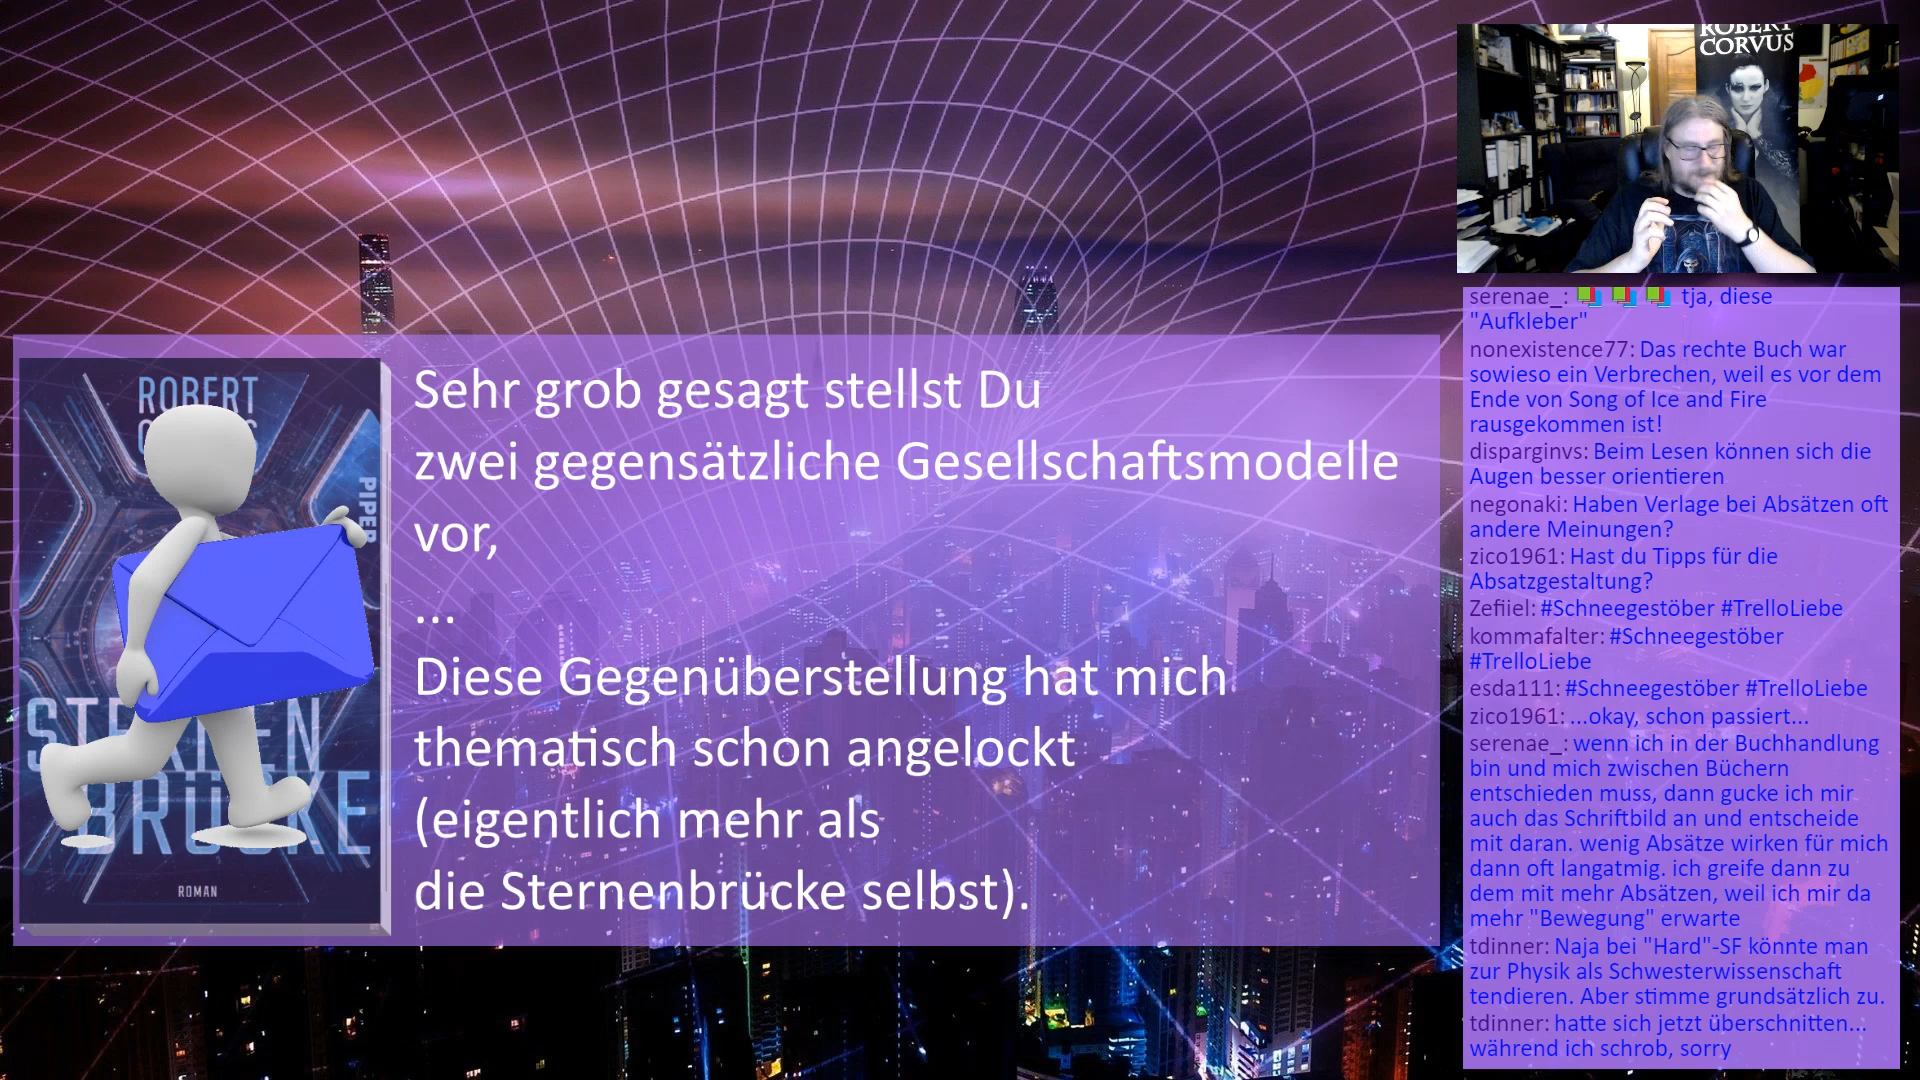 ROBERT
CORVUS
ROBERT
PIPER
STERNEN
BRÜCKE
ROMAN
Sehr grob gesagt stellst Du
zwei gegensätzliche Gesellschaftsmodelle
vor,
...
Diese Gegenüberstellung hat mich
thematisch schon angelockt
(eigentlich mehr als
die Sternenbrücke selbst).
serenae_: tja, diese
"Aufkleber"
nonexistence77: Das rechte Buch war
sowieso ein Verbrechen, weil es vor dem
Ende von Song of Ice and Fire
rausgekommen ist!
disparginvs: Beim Lesen können sich die
Augen besser orientieren
negonaki: Haben Verlage bei Absätzen oft
andere Meinungen?
zico1961: Hast du Tipps für die
Absatzgestaltung?
Zefiiel: #Schneegestöber #TrelloLiebe
kommafalter: #Schneegestöber
#TrelloLiebe
esda111: #Schneegestöber #TrelloLiebe
zico1961: ...okay, schon passiert...
serenae_: wenn ich in der Buchhandlung
bin und mich zwischen Büchern
entschieden muss, dann gucke ich mir
auch das Schriftbild an und entscheide
mit daran. wenig Absätze wirken für mich
dann oft langatmig. ich greife dann zu
dem mit mehr Absätzen, weil ich mir da
mehr "Bewegung" erwarte
tdinner: Naja bei "Hard"-SF könnte man
zur Physik als Schwesterwissenschaft
tendieren. Aber stimme grundsätzlich zu.
tdinner: hatte sich jetzt überschnitten...
während ich schrob, sorry